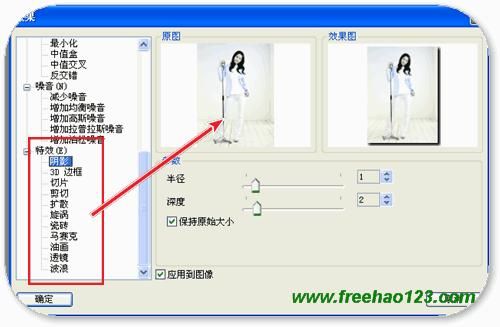 最小化
中值盒
中值交叉
反交错
噪音(N)
减少噪音
增加均衡噪音
增加高斯噪音
增加拉普拉斯噪音
增加泊松噪音
特效(E)
阴影
3D 边框
切片
剪切
扩散
旋涡
瓷砖
马赛克
油画
透镜
波浪
原图
效果图
参数
半径
1
深度
2
保持原始大小
应用到图像
确定
www.freehao123.com